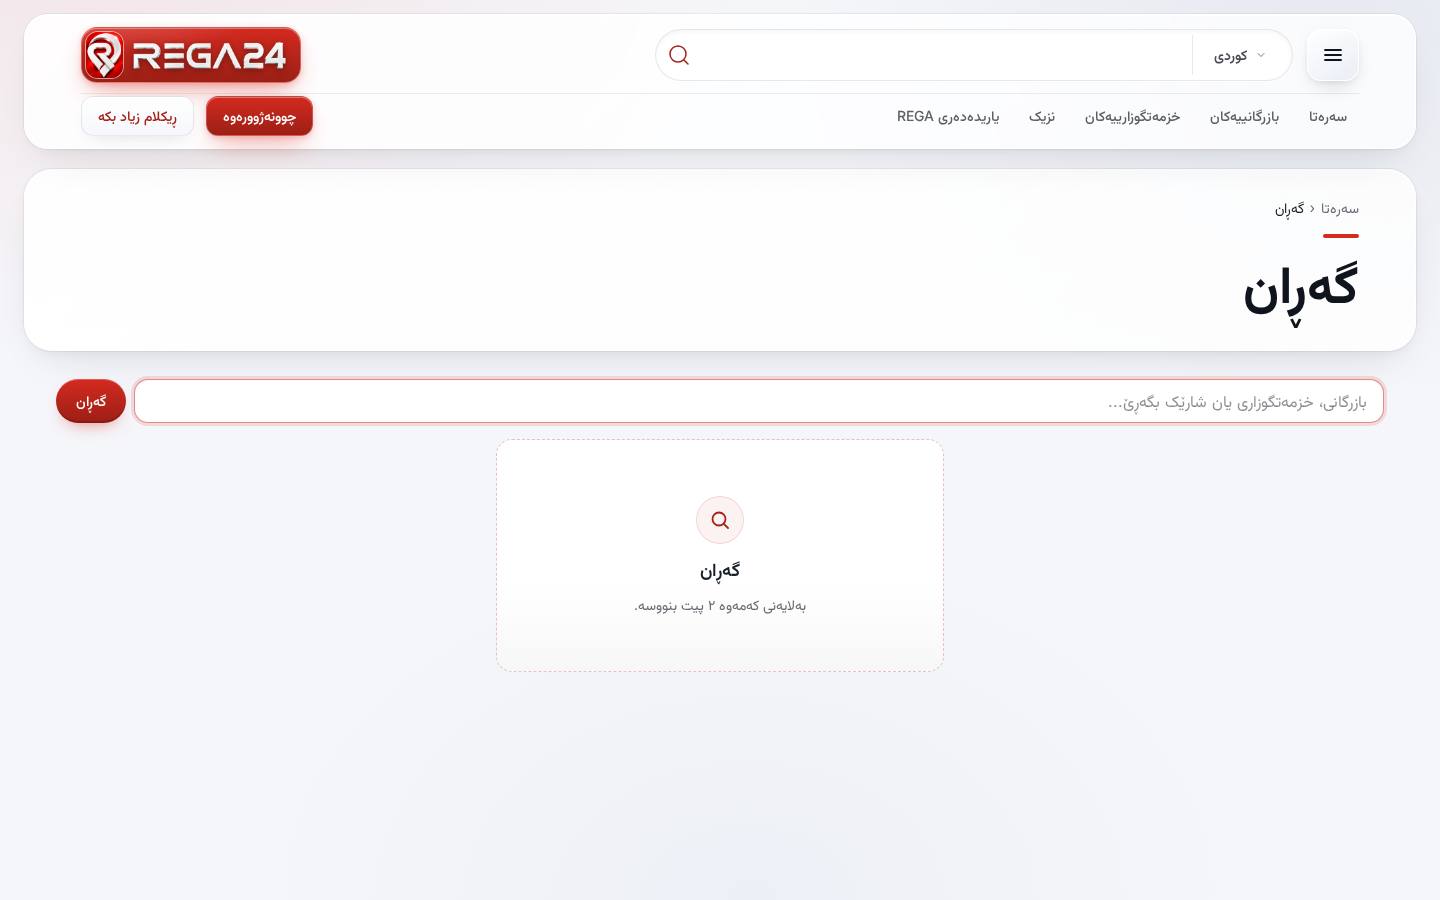 REGA24
کوردی
سەرەتا
بازرگانییەکان
خزمەتگوزارییەکان
نزیک
یاریدەدەری REGA
چوونەژوورەوە
ڕیکلام زیاد بکە
سەرەتا › گەڕان
گەڕان
بازرگانی، خزمەتگوزاری یان شارێک بگەڕێ...
گەڕان
گەڕان
بەلایەنی کەمەوە ٢ پیت بنووسە.